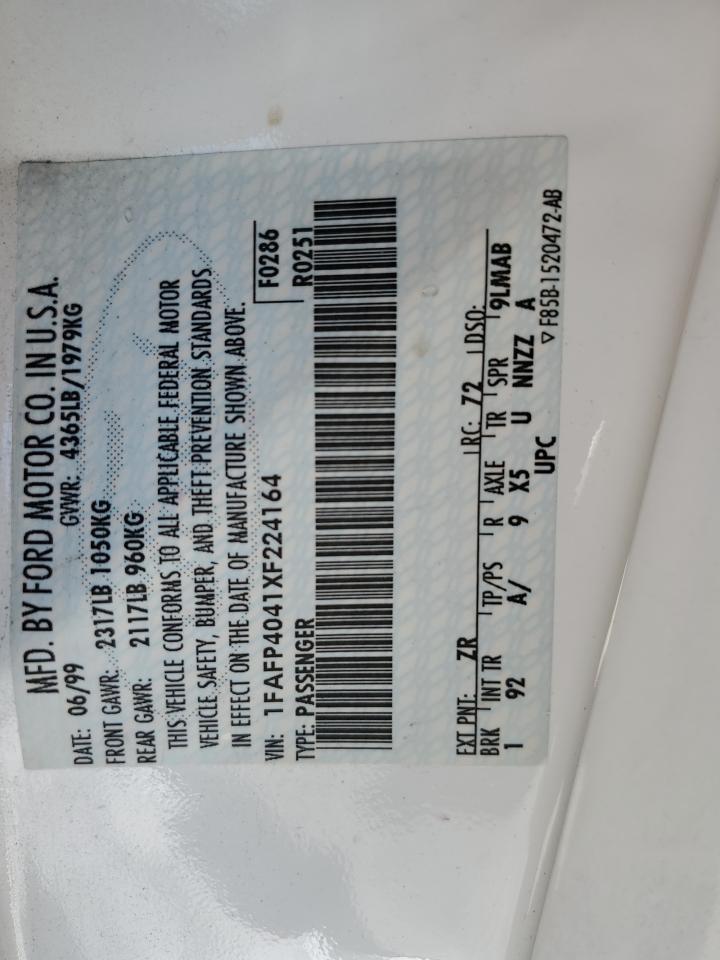 MFD. BY FORD MOTOR CO. IN U.S.A.
DATE: 06/99 GVWR: 4365LB/1979KG
FRONT GAWR: 2317LB 1050KG
REAR GAWR: 2117LB 960KG
THIS VEHICLE CONFORMS TO ALL APPLICABLE FEDERAL MOTOR
VEHICLE SAFETY, BUMPER, AND THEFT PREVENTION STANDARDS
IN EFFECT ON THE DATE OF MANUFACTURE SHOWN ABOVE.
VIN: 1FAFP4041XF224164 F0286
TYPE: PASSENGER R0251
EXT PNT: ZR RC: 72 DSO:
BRK INT TR TP/PS R AXLE TR SPR 9LMAB
1 92 A/ 9 X5 U NNZZ A
UPC ▽ F85B-1520472-AB